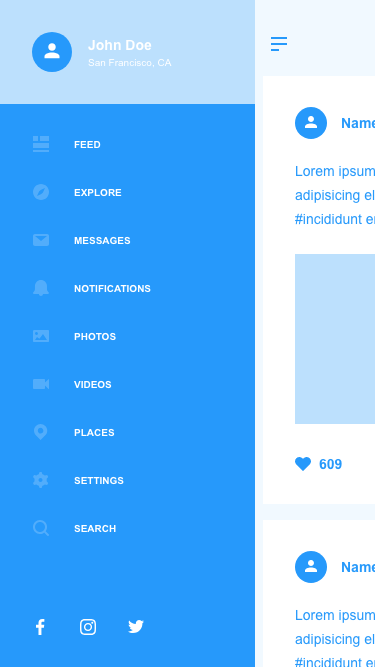 John Doe
San Francisco, CA
FEED
EXPLORE
MESSAGES
NOTIFICATIONS
PHOTOS
VIDEOS
PLACES
SETTINGS
SEARCH
Name
Lorem ipsum
adipisicing el
#incididunt
609
Name
Lorem ipsum
adipisicing el
#incididunt